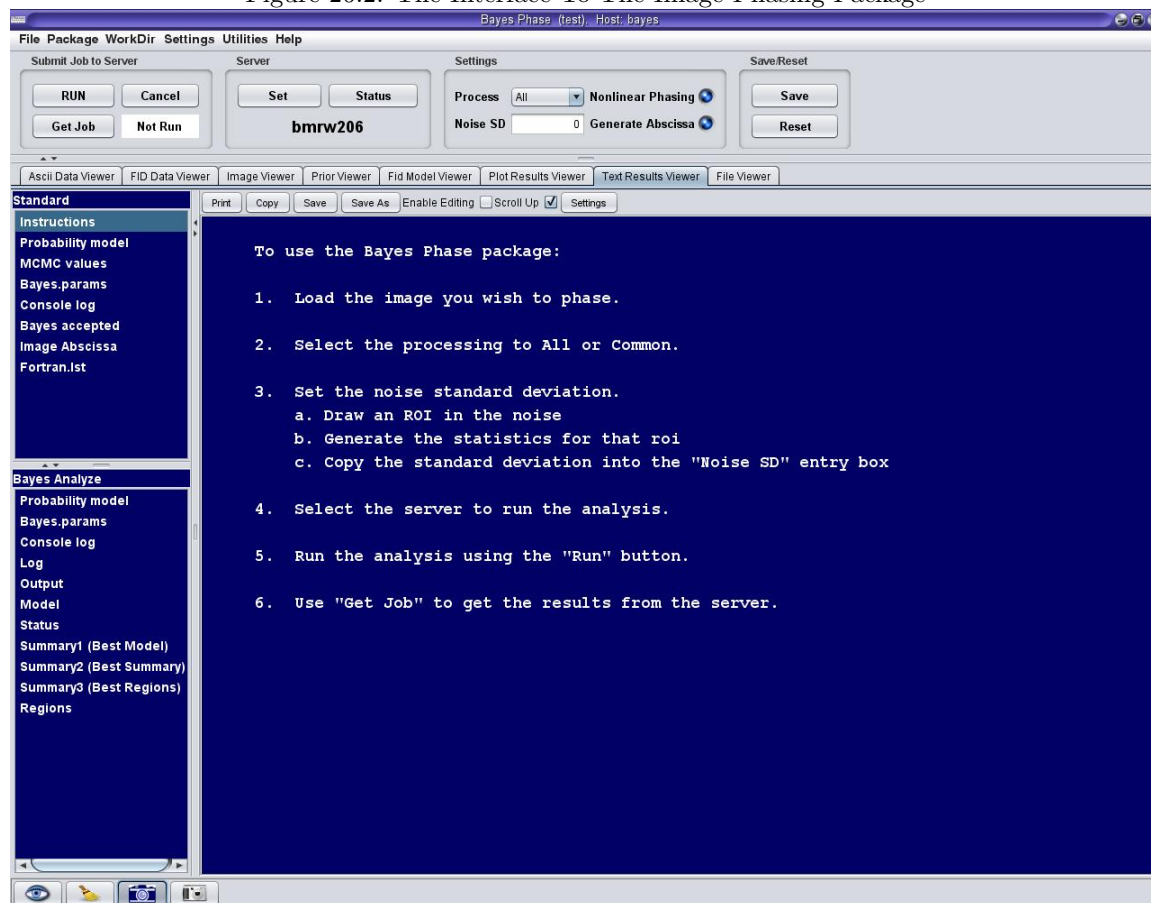 Figure 26.2: The Interface To The Image Phasing Package
Bayes Phase (test), Host: bayes
File Package WorkDir Settings Utilities Help
Submit Job to Server
Server
Settings
Save/Reset
RUN Cancel
Set Status
Process All Nonlinear Phasing
Save
Get Job Not Run
bmrw206
Noise SD 0 Generate Abscissa
Reset
Ascii Data Viewer FID Data Viewer Image Viewer Prior Viewer Fid Model Viewer Plot Results Viewer Text Results Viewer File Viewer
Standard
Print Copy Save Save As Enable Editing Scroll Up Settings
Instructions
Probability model
MCMC values
Bayes.params
Console log
Bayes accepted
Image Abscissa
Fortran.lst
Bayes Analyze
Probability model
Bayes.params
Console log
Log
Output
Model
Status
Summary1 (Best Model)
Summary2 (Best Summary)
Summary3 (Best Regions)
Regions
To use the Bayes Phase package:
1. Load the image you wish to phase.
2. Select the processing to All or Common.
3. Set the noise standard deviation.
a. Draw an ROI in the noise
b. Generate the statistics for that roi
c. Copy the standard deviation into the "Noise SD" entry box
4. Select the server to run the analysis.
5. Run the analysis using the "Run" button.
6. Use "Get Job" to get the results from the server.